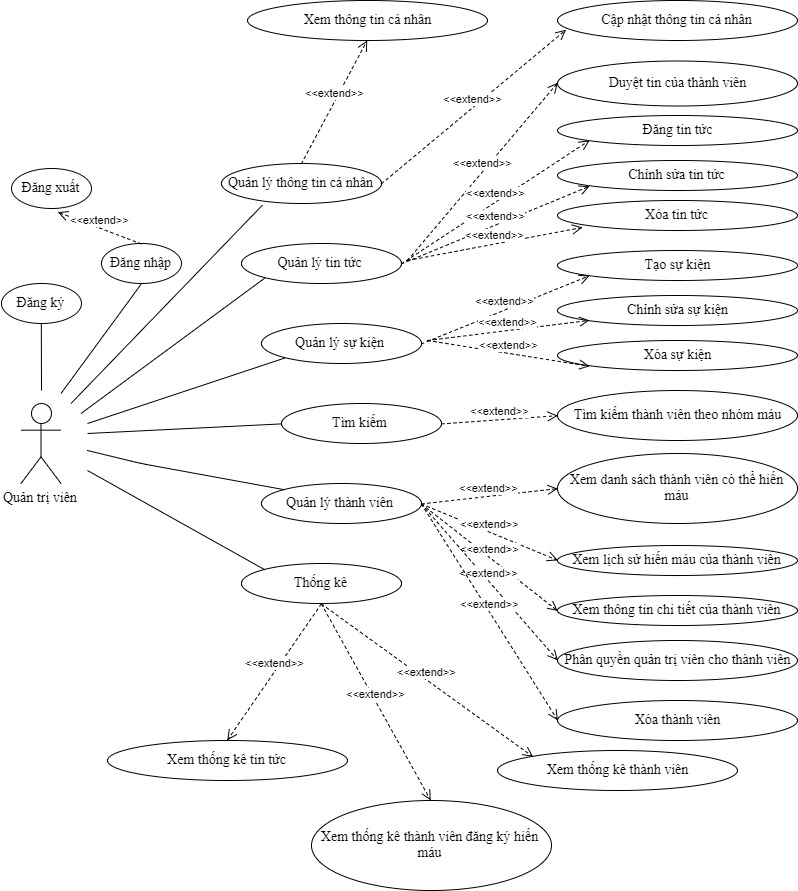 Xem thông tin cá nhân
Cập nhật thông tin cá nhân
<<extend>>
<<extend>>
Duyệt tin của thành viên
Đăng tin tức
<<extend>>
Quản lý thông tin cá nhân
Chỉnh sửa tin tức
<<extend>>
Đăng xuất
<<extend>>
Xóa tin tức
<<extend>>
<<extend>>
Đăng nhập
Quản lý tin tức
Tạo sự kiện
Đăng ký
<<extend>>
Chỉnh sửa sự kiện
<<extend>>
Quản lý sự kiện
<<extend>>
Xóa sự kiện
Tìm kiếm
<<extend>>
Tìm kiếm thành viên theo nhóm máu
Quản trị viên
Quản lý thành viên
<<extend>>
Xem danh sách thành viên có thể hiến
máu
<<extend>>
<<extend>>
Xem lịch sử hiến máu của thành viên
<<extend>>
Thống kê
<<extend>>
Xem thông tin chi tiết của thành viên
Phân quyền quản trị viên cho thành viên
<<extend>>
<<extend>>
<<extend>>
Xóa thành viên
Xem thống kê tin tức
Xem thống kê thành viên
Xem thống kê thành viên đăng ký hiến
máu